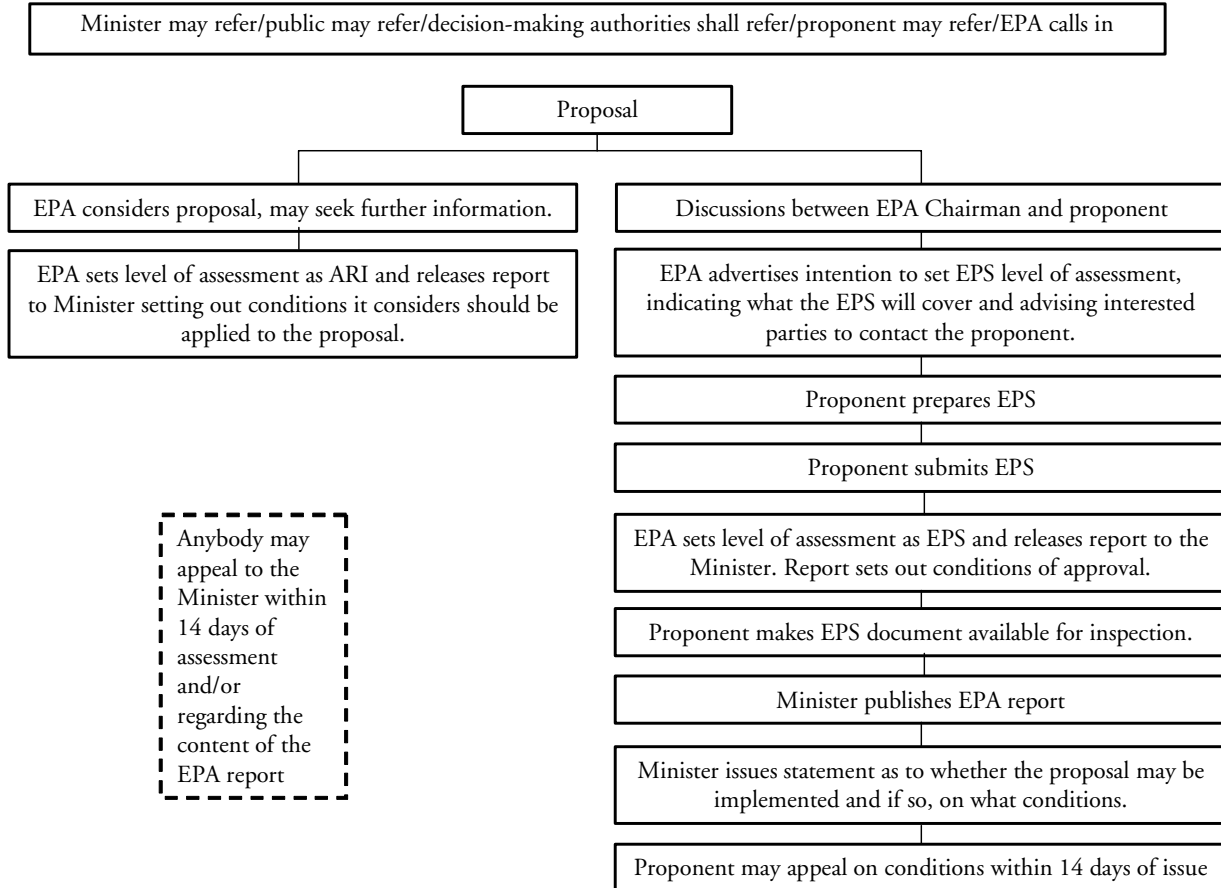 Minister may refer/public may refer/decision-making authorities shall refer/proponent may refer/EPA calls in
Proposal
EPA considers proposal, may seek further information.
EPA sets level of assessment as ARI and releases report
to Minister setting out conditions it considers should be
applied to the proposal.
Discussions between EPA Chairman and proponent
EPA advertises intention to set EPS level of assessment,
indicating what the EPS will cover and advising interested
parties to contact the proponent.
Proponent prepares EPS
Proponent submits EPS
EPA sets level of assessment as EPS and releases report to the
Minister. Report sets out conditions of approval.
Proponent makes EPS document available for inspection.
Minister publishes EPA report
Minister issues statement as to whether the proposal may be
implemented and if so, on what conditions.
Proponent may appeal on conditions within 14 days of issue
Anybody may
appeal to the
Minister within
14 days of
assessment
and/or
regarding the
content of the
EPA report